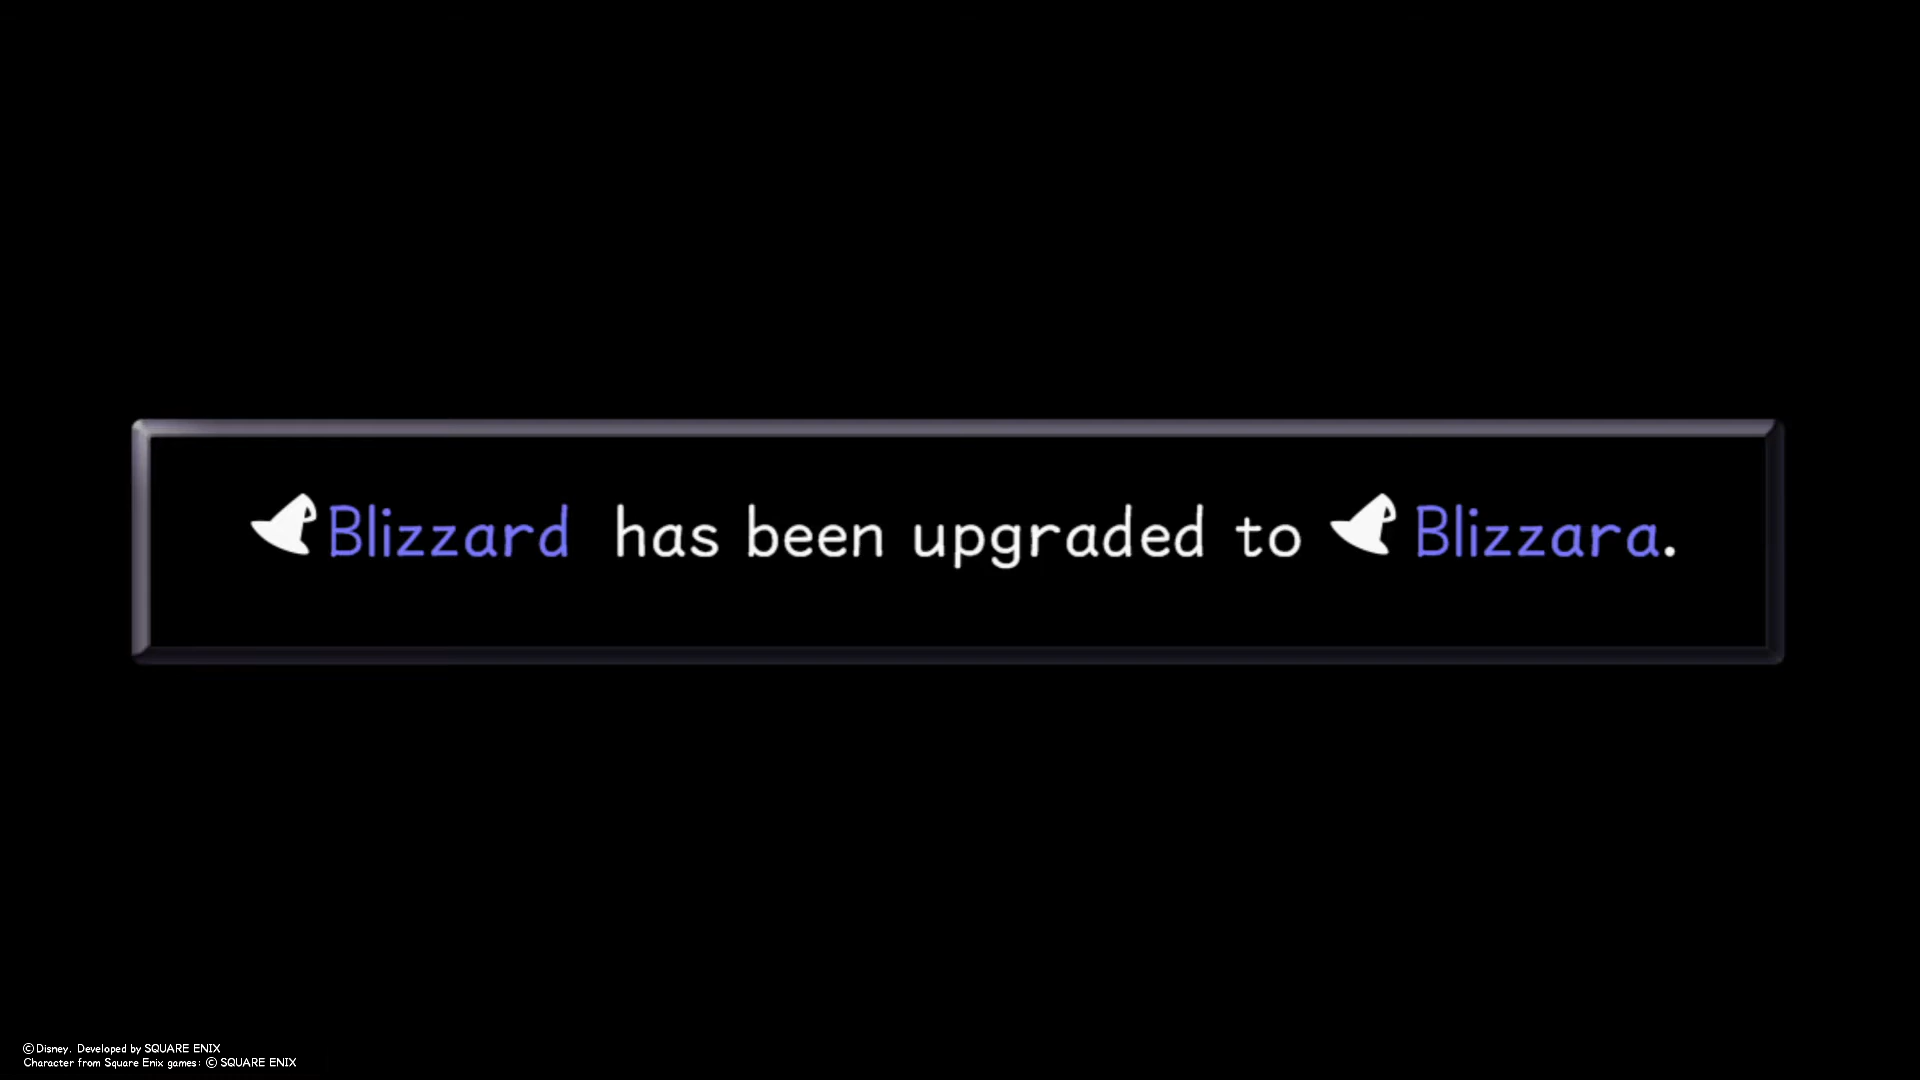 Blizzard has been upgraded to Blizzara.
©Disney. Developed by SQUARE ENIX
Character from Square Enix games: © SQUARE ENIX